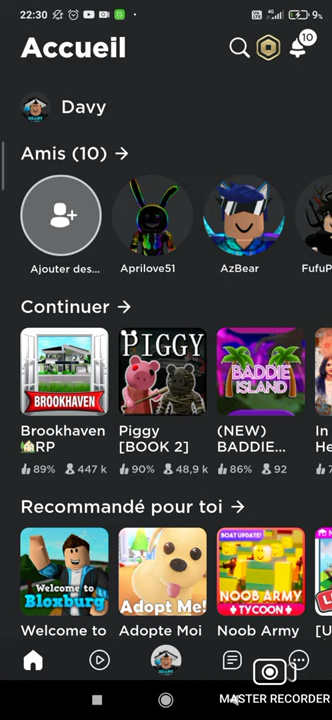 22:30
9%
Accueil
10
Davy
Amis (10) →
Ajouter des...
Aprilove51
AzBear
FufuP
Continuer →
BROOKHAVEN
PIGGY
BADDIE
ISLAND
Brookhaven
🏡RP
Piggy
[BOOK 2]
(NEW)
BADDIE...
In
He
89% 447 k
90% 48,9 k
86% 92
7
Recommandé pour toi →
Welcome to
Bloxburg
Adopt Me!
BOAT UPDATE!
NOOB ARMY
TYCOON
Welcome to
Adopte Moi
Noob Army
[U
MASTER RECORDER